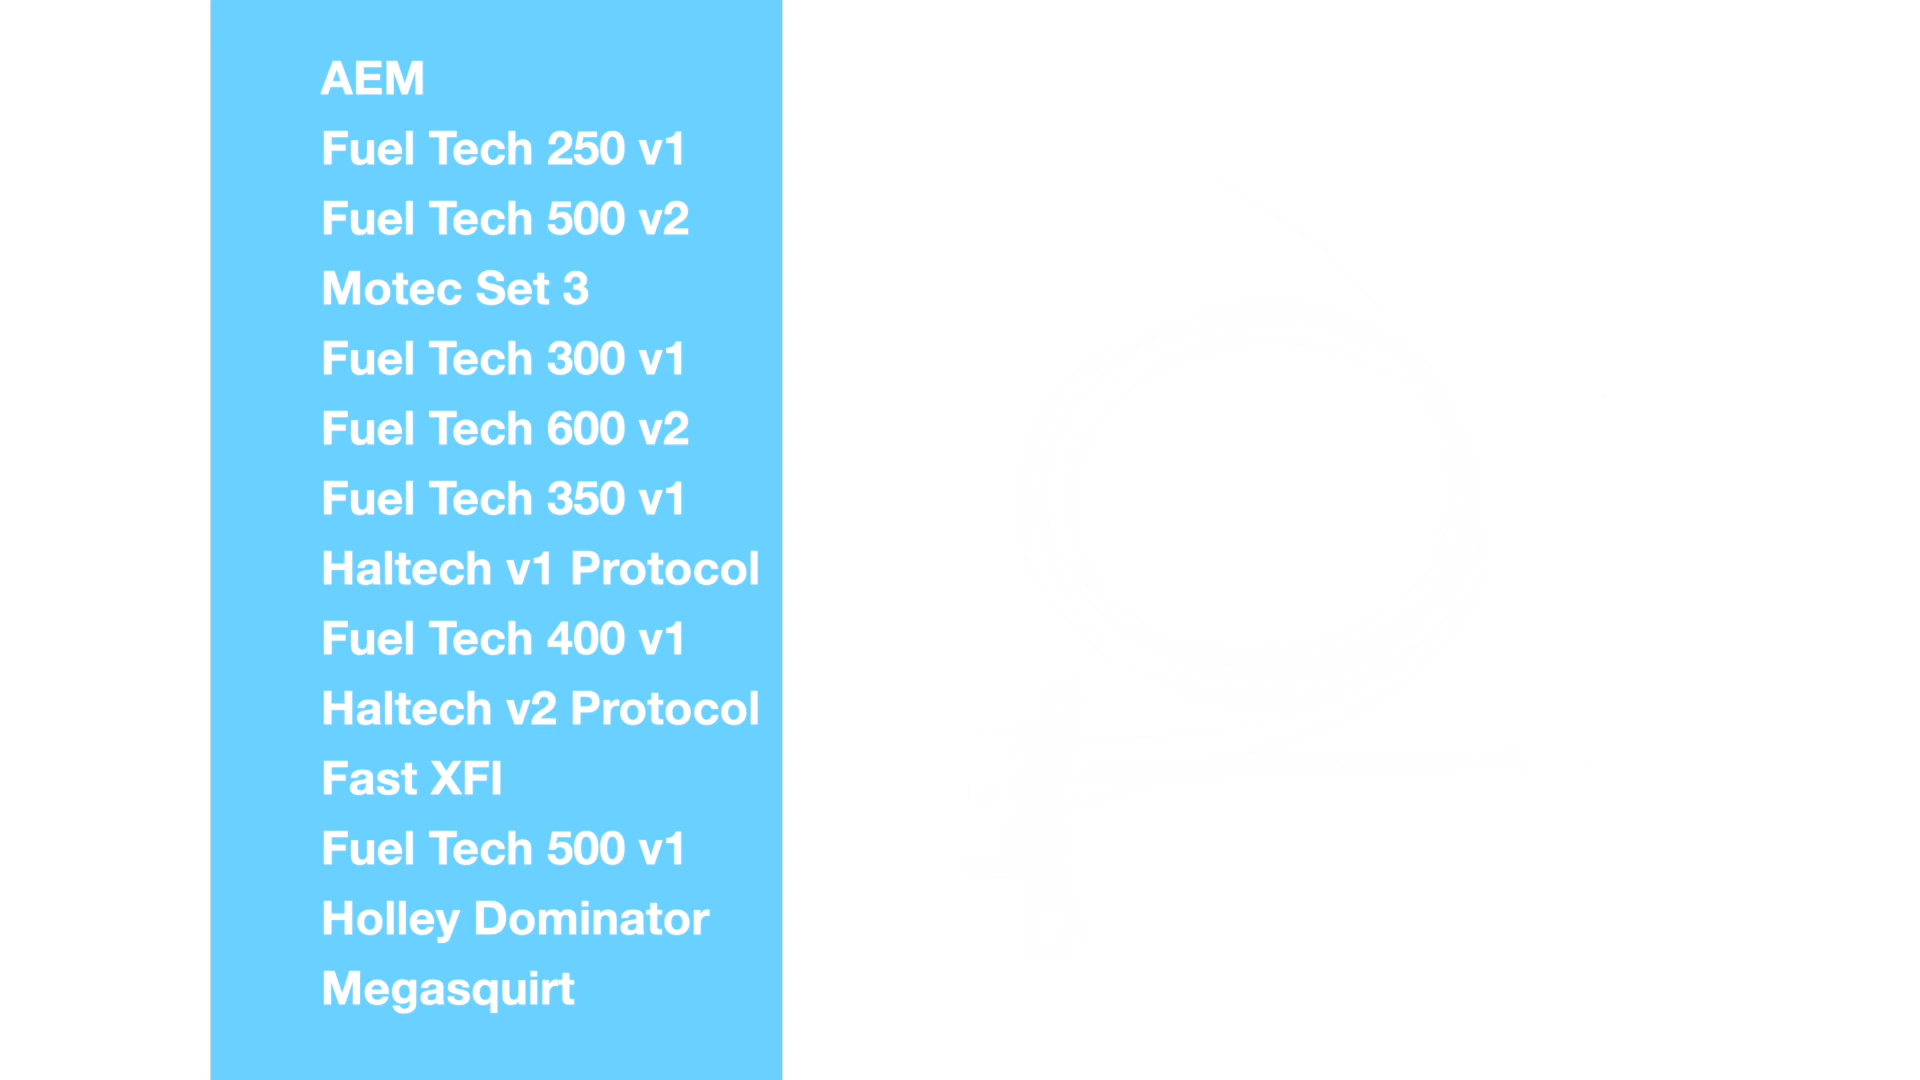 AEM
Fuel Tech 250 v1
Fuel Tech 500 v2
Motec Set 3
Fuel Tech 300 v1
Fuel Tech 600 v2
Fuel Tech 350 v1
Haltech v1 Protocol
Fuel Tech 400 v1
Haltech v2 Protocol
Fast XFI
Fuel Tech 500 v1
Holley Dominator
Megasquirt